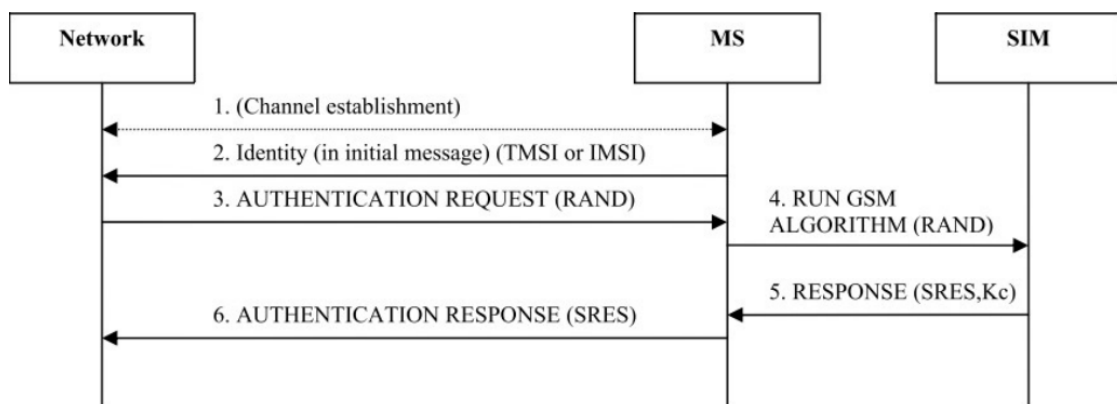 Network
MS
SIM
1. (Channel establishment)
2. Identity (in initial message) (TMSI or IMSI)
3. AUTHENTICATION REQUEST (RAND)
4. RUN GSM
ALGORITHM (RAND)
5. RESPONSE (SRES,Kc)
6. AUTHENTICATION RESPONSE (SRES)